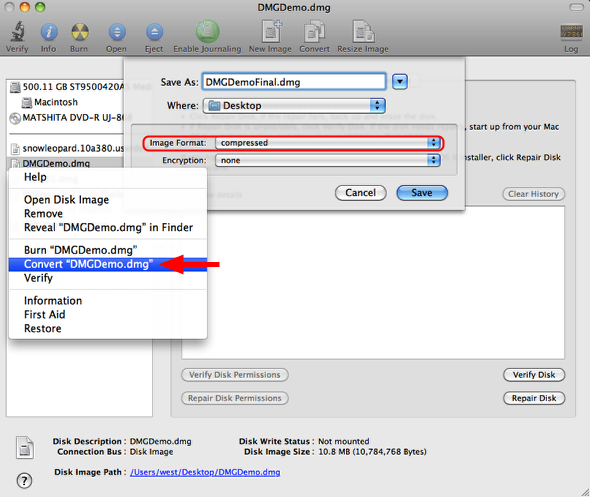 DMGDemo.dmg
Verify Info Burn Open Eject Enable Journaling New Image Convert Resize Image Log
Save As: DMGDemoFinal.dmg
Where: Desktop
Image Format: compressed
Encryption: none
Cancel Save
500.11 GB ST9500420AS Med
Macintosh
MATSHITA DVD-R UJ-868
snowleopard.10a380.userd
DMGDemo.dmg
, start up from your Mac
nstaller, click Repair Disk
Clear History
Help
Open Disk Image
Remove
Reveal “DMGDemo.dmg” in Finder
Burn “DMGDemo.dmg”
Convert “DMGDemo.dmg”
Verify
Information
First Aid
Restore
Verify Disk Permissions Verify Disk
Repair Disk Permissions Repair Disk
Disk Description : DMGDemo.dmg Disk Write Status : Not mounted
Connection Bus : Disk Image Disk Image Size : 10.8 MB (10,784,768 Bytes)
Disk Image Path : /Users/west/Desktop/DMGDemo.dmg
?